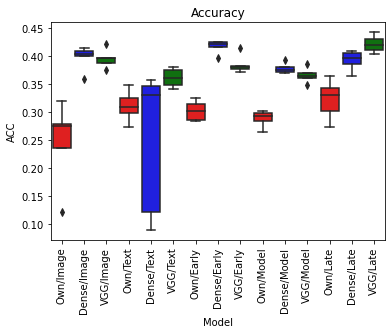 Accuracy
ACC
0.45
0.40
0.35
0.30
0.25
0.20
0.15
0.10
Own/Image
Dense/Image
VGG/Image
Own/Text
Dense/Text
VGG/Text
Own/Early
Dense/Early
VGG/Early
Own/Model
Dense/Model
VGG/Model
Own/Late
Dense/Late
VGG/Late
Model